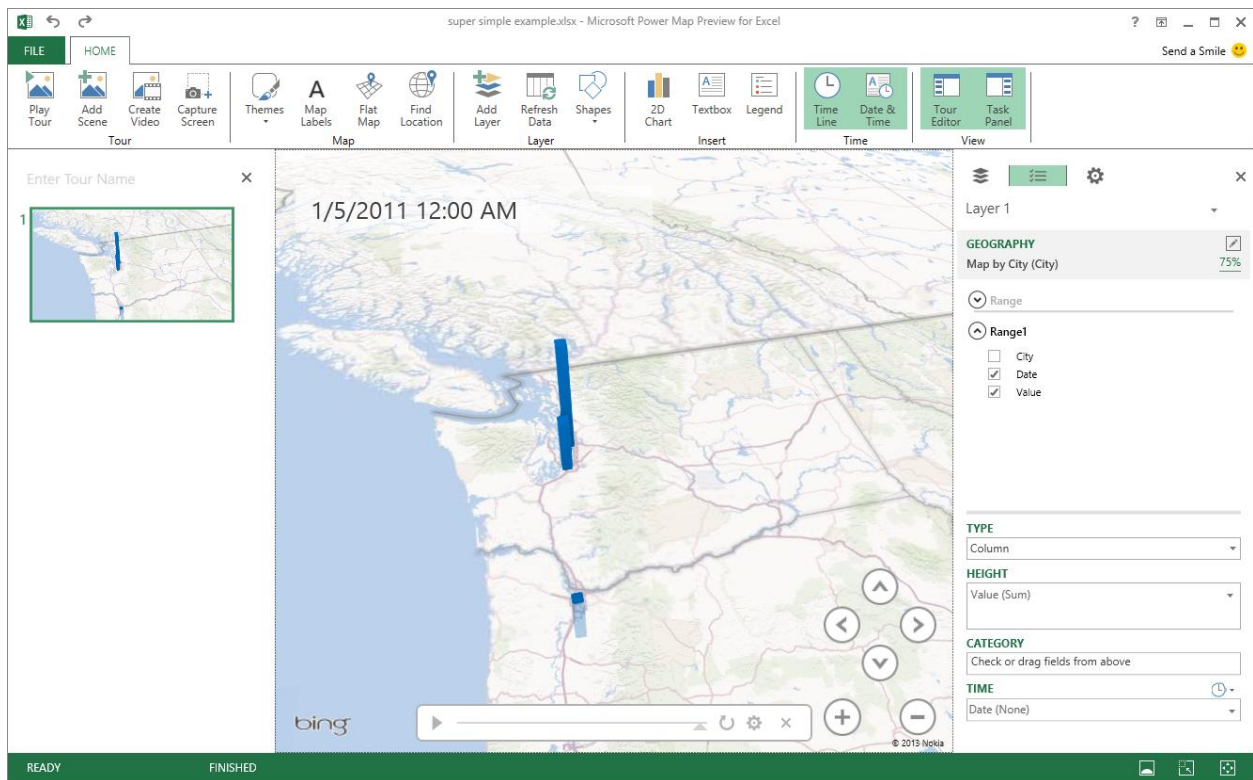 super simple example.xlsx - Microsoft Power Map Preview for Excel
?
FILE HOME
Send a Smile
Play Tour
Add Scene
Create Video
Capture Screen
Themes
Map Labels
Flat Map
Find Location
Add Layer
Refresh Data
Shapes
2D Chart
Textbox
Legend
Time Line
Date & Time
Tour Editor
Task Panel
Tour
Map
Layer
Insert
Time
View
Enter Tour Name
1
1/5/2011 12:00 AM
bing
© 2013 Nokia
Layer 1
GEOGRAPHY
Map by City (City) 75%
Range
Range1
City
Date
Value
TYPE
Column
HEIGHT
Value (Sum)
CATEGORY
Check or drag fields from above
TIME
Date (None)
READY FINISHED